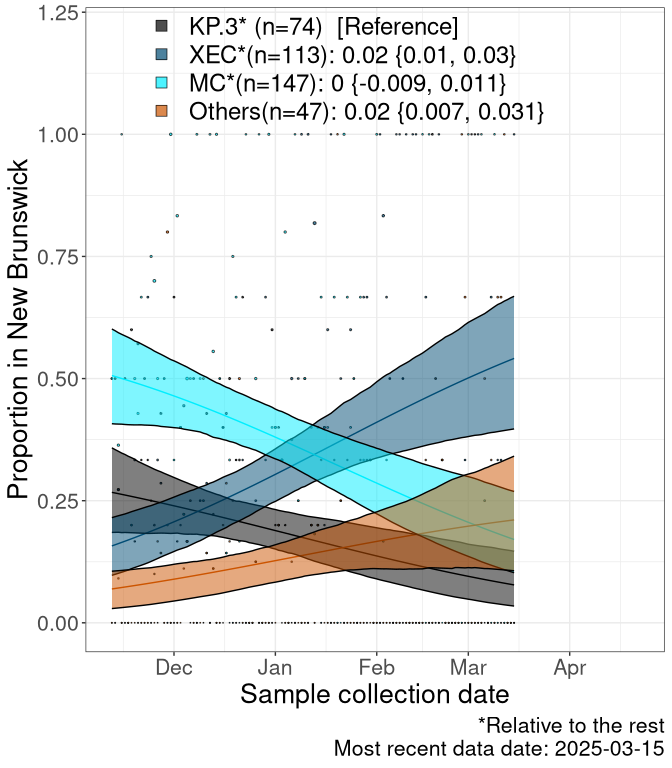 KP.3* (n=74)  [Reference]
XEC*(n=113): 0.02 {0.01, 0.03}
MC*(n=147): 0 {-0.009, 0.011}
Others(n=47): 0.02 {0.007, 0.031}
1.25
1.00
0.75
0.50
0.25
0.00
Proportion in New Brunswick
Dec Jan Feb Mar Apr
Sample collection date
*Relative to the rest
Most recent data date: 2025-03-15